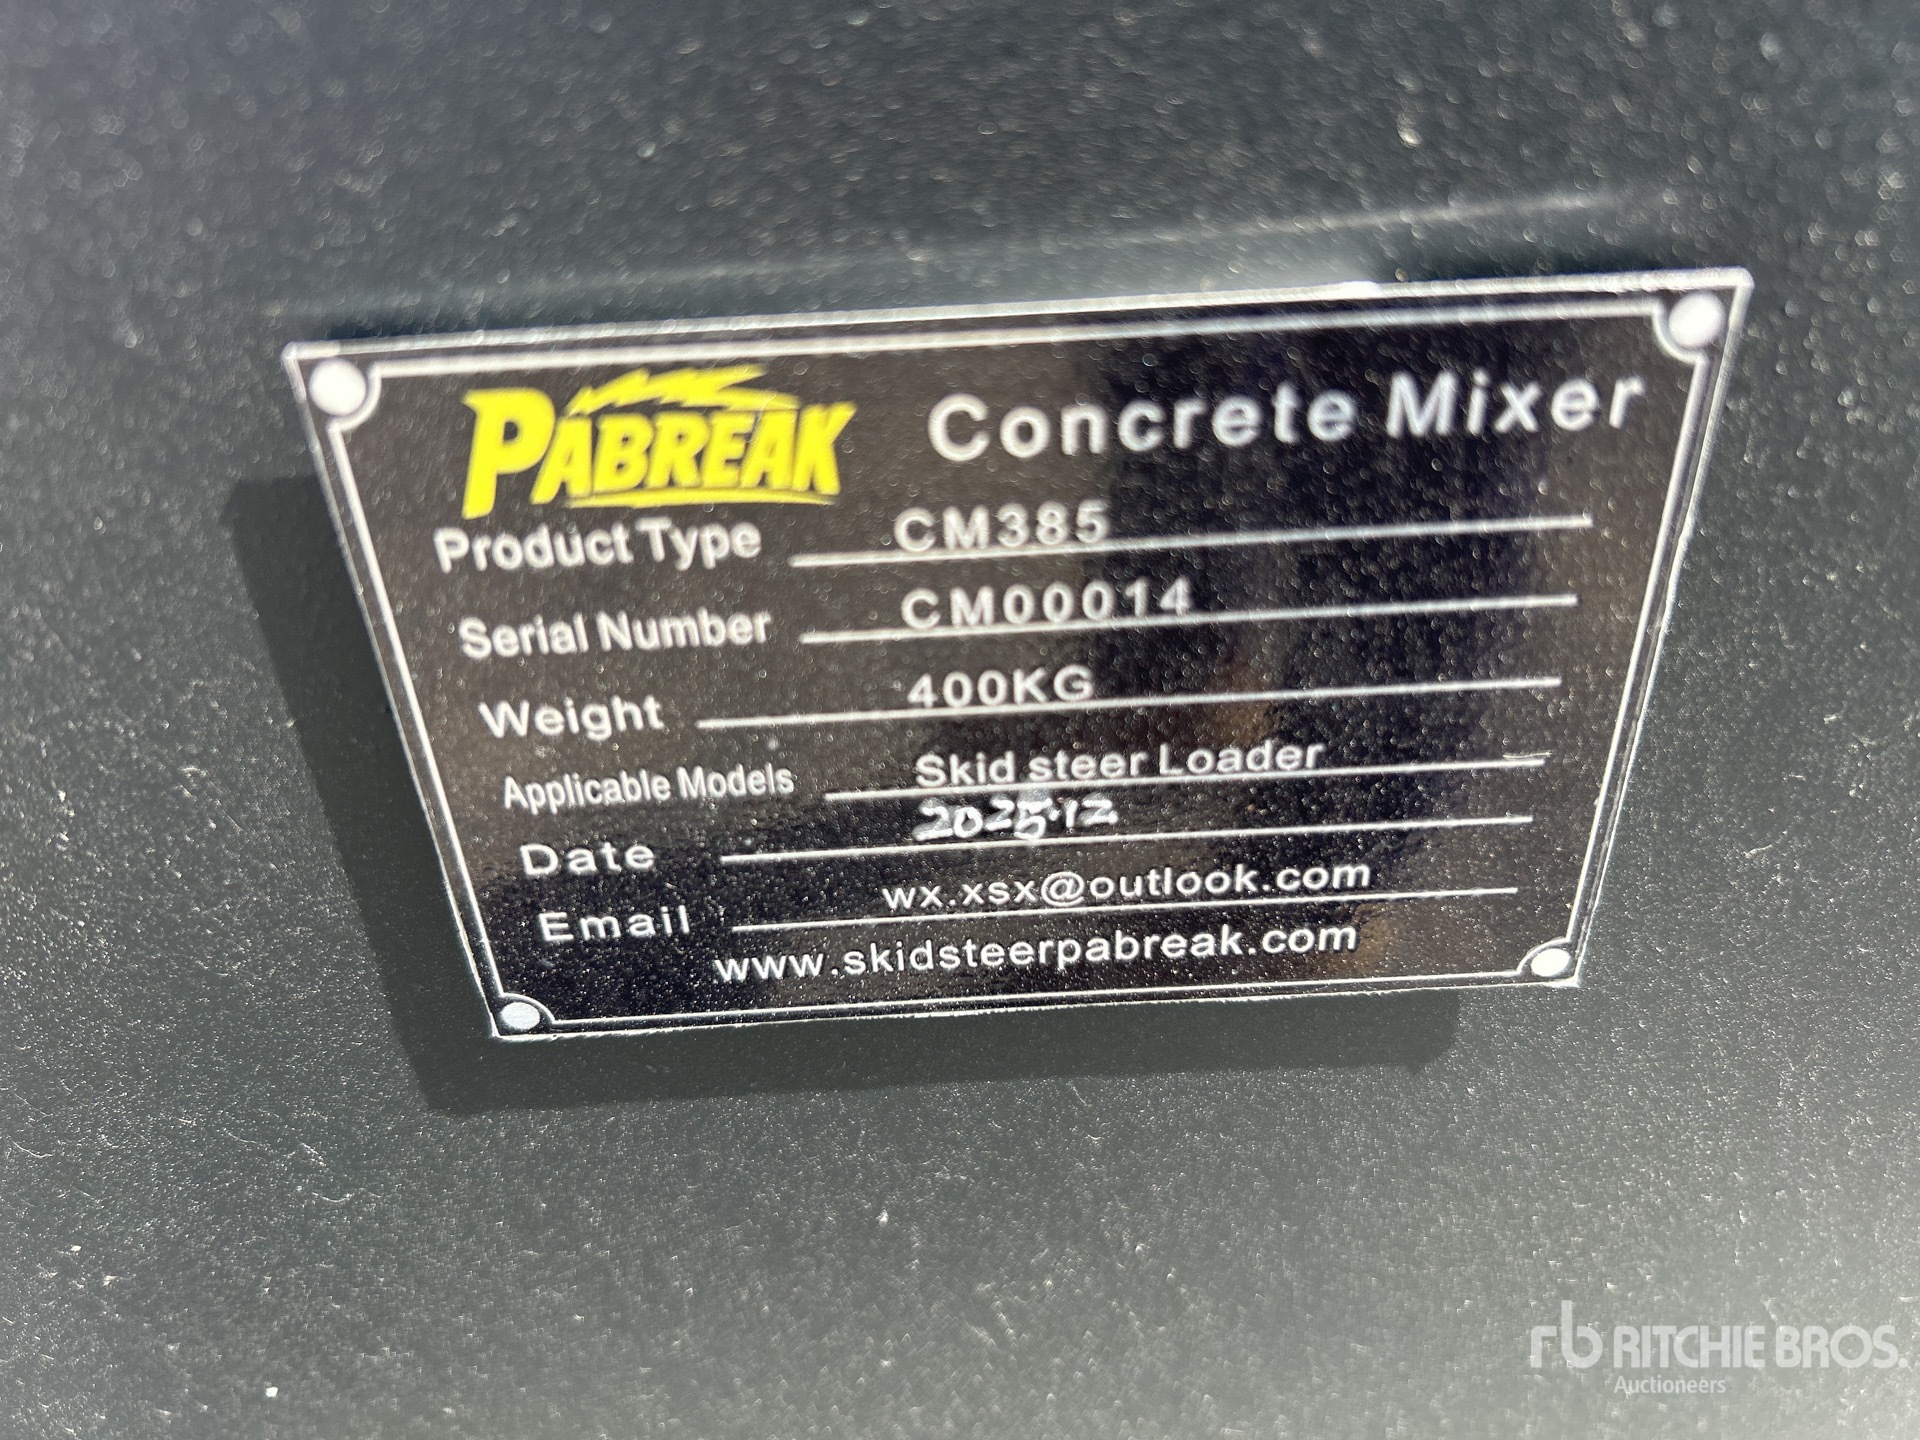 PABREAK Concrete Mixer
Product Type CM385
Serial Number CM00014
Weight 400KG
Applicable Models Skid steer Loader
Date 2025.12
Email wx.xsx@outlook.com
www.skidsteerpabreak.com
rb RITCHIE BROS.
Auctioneers